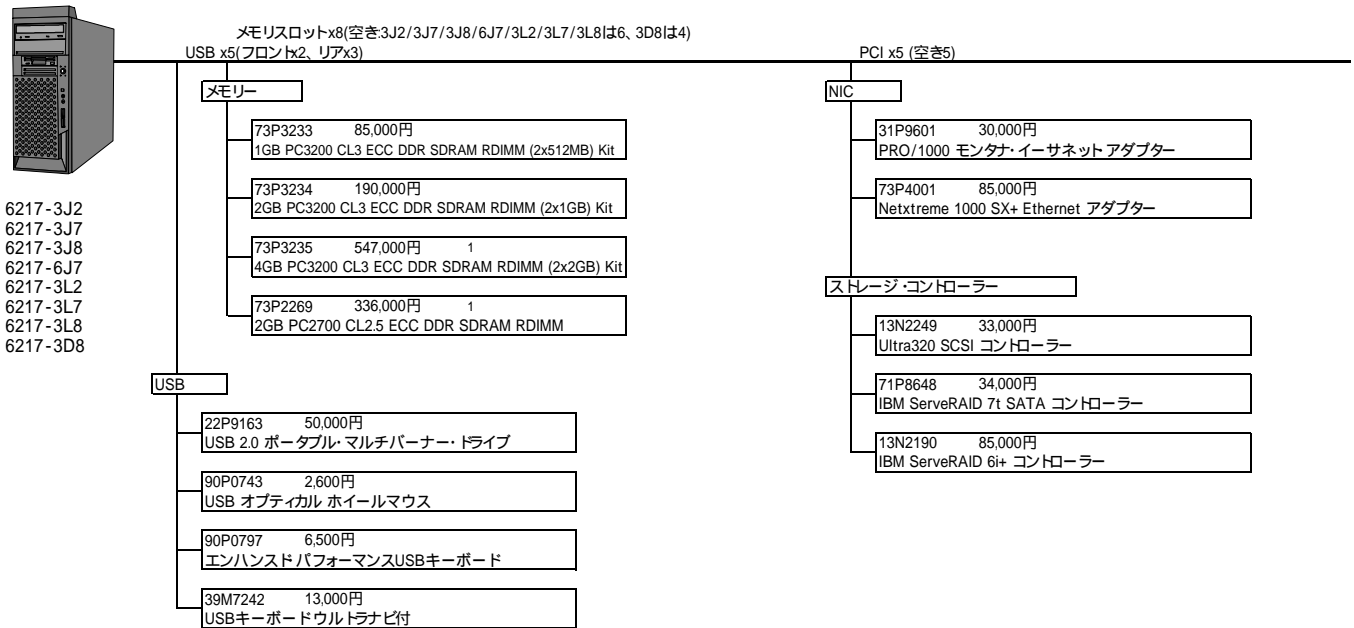 メモリスロットx8(空き:3J2/3J7/3J8/6J7/3L2/3L7/3L8は6、3D8は4)
USB x5(フロントx2、リアx3)
PCI x5 (空き5)
メモリー
73P3233 85,000円
1GB PC3200 CL3 ECC DDR SDRAM RDIMM (2x512MB) Kit
73P3234 190,000円
2GB PC3200 CL3 ECC DDR SDRAM RDIMM (2x1GB) Kit
73P3235 547,000円 1
4GB PC3200 CL3 ECC DDR SDRAM RDIMM (2x2GB) Kit
73P2269 336,000円 1
2GB PC2700 CL2.5 ECC DDR SDRAM RDIMM
NIC
31P9601 30,000円
PRO/1000 モンタナ・イーサネット アダプター
73P4001 85,000円
Netxtreme 1000 SX+ Ethernet アダプター
ストレージ・コントローラー
13N2249 33,000円
Ultra320 SCSI コントローラー
71P8648 34,000円
IBM ServeRAID 7t SATA コントローラー
13N2190 85,000円
IBM ServeRAID 6i+ コントローラー
6217-3J2
6217-3J7
6217-3J8
6217-6J7
6217-3L2
6217-3L7
6217-3L8
6217-3D8
USB
22P9163 50,000円
USB 2.0 ポータブル・マルチバーナー・ドライブ
90P0743 2,600円
USB オプティカル ホイールマウス
90P0797 6,500円
エンハンスド パフォーマンスUSBキーボード
39M7242 13,000円
USBキーボードウルトラナビ付